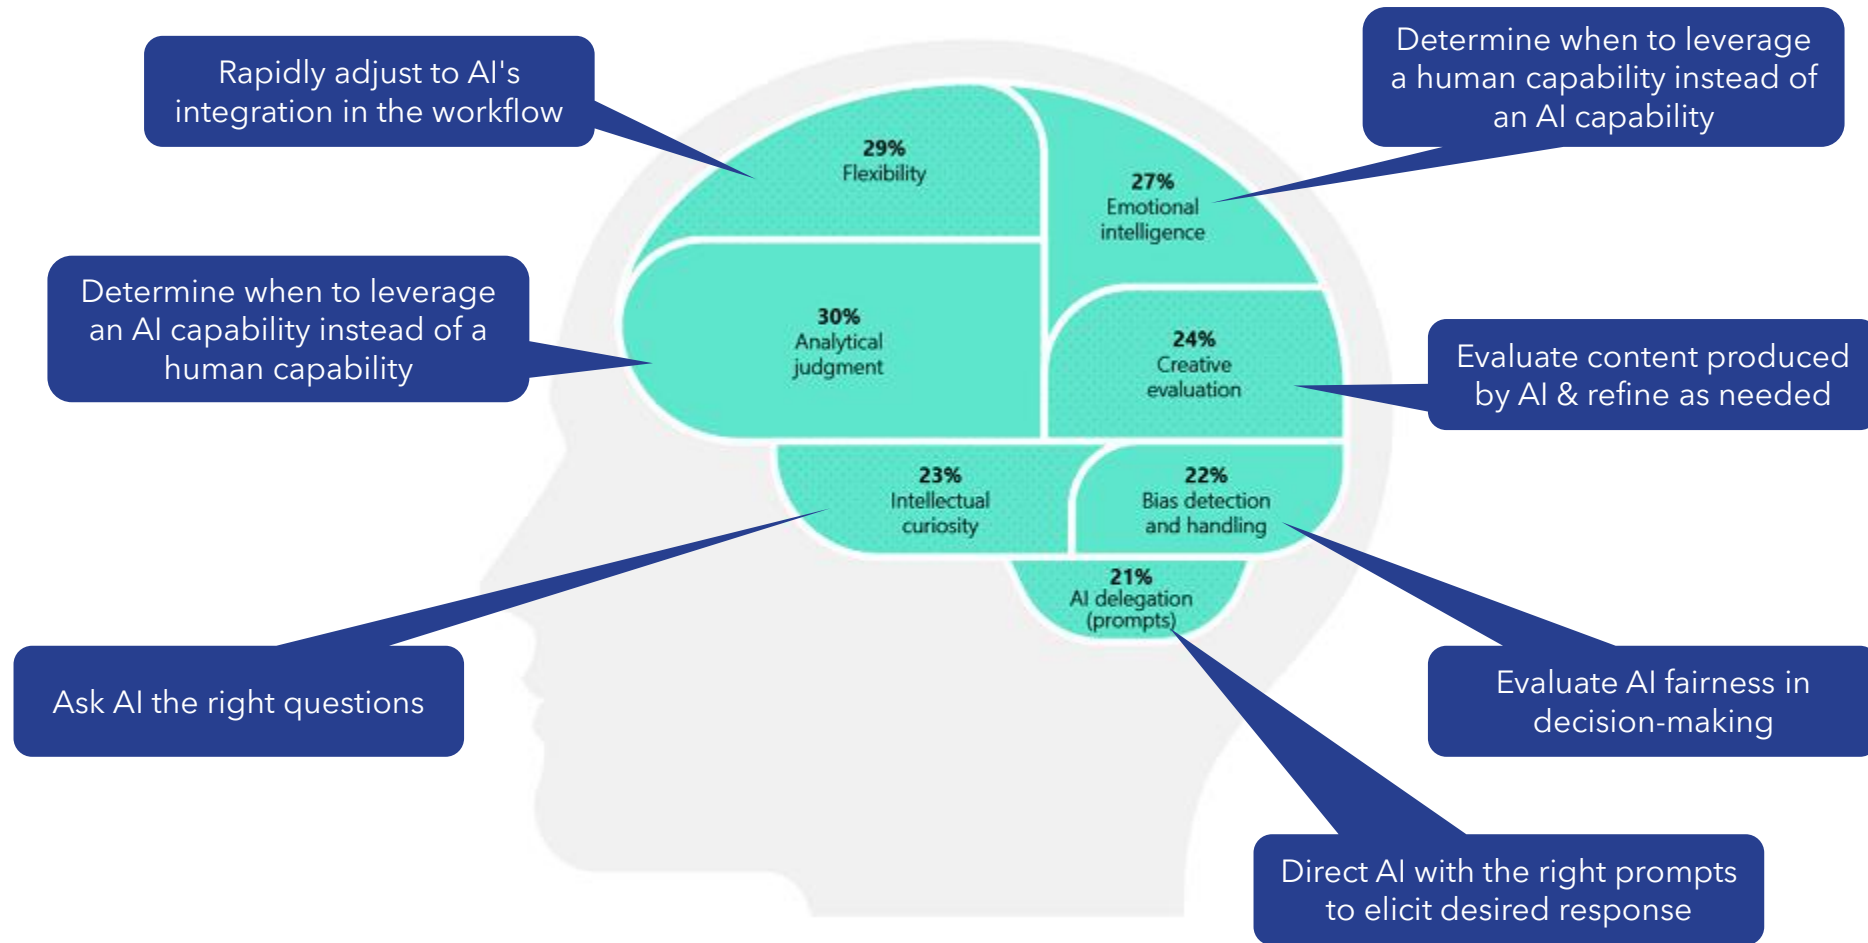 Rapidly adjust to AI's
integration in the workflow
Determine when to leverage
a human capability instead of
an AI capability
29%
Flexibility
27%
Emotional
intelligence
Determine when to leverage
an AI capability instead of a
human capability
30%
Analytical
judgment
24%
Creative
evaluation
Evaluate content produced
by AI & refine as needed
23%
Intellectual
curiosity
22%
Bias detection
and handling
21%
AI delegation
(prompts)
Ask AI the right questions
Evaluate AI fairness in
decision-making
Direct AI with the right prompts
to elicit desired response